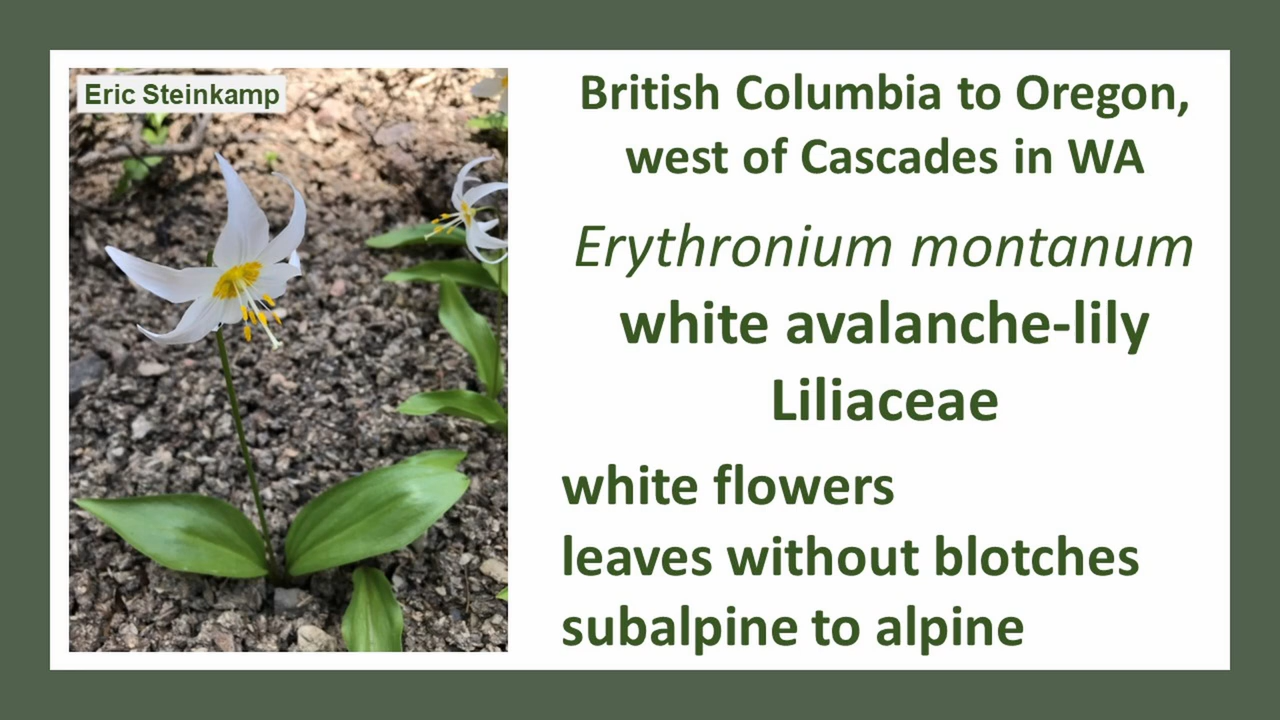 Eric Steinkamp
British Columbia to Oregon,
west of Cascades in WA
Erythronium montanum
white avalanche-lily
Liliaceae
white flowers
leaves without blotches
subalpine to alpine